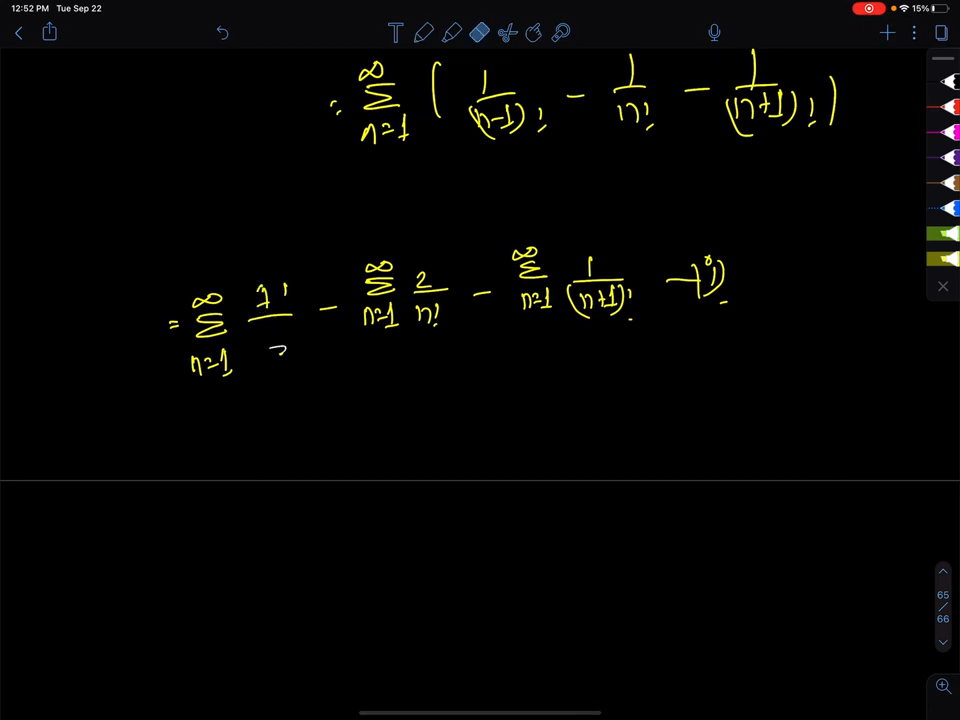 12:52 PM Tue Sep 22
15%
T
= ∑_{n=1}^{∞} ( 1/(n-1)! - 1/n! - 1/(n+1)! )
= ∑_{n=1}^{∞} - ∑_{n=1}^{∞} 2/n! - ∑_{n=1}^{∞} 1/(n+1)!
65
/
66